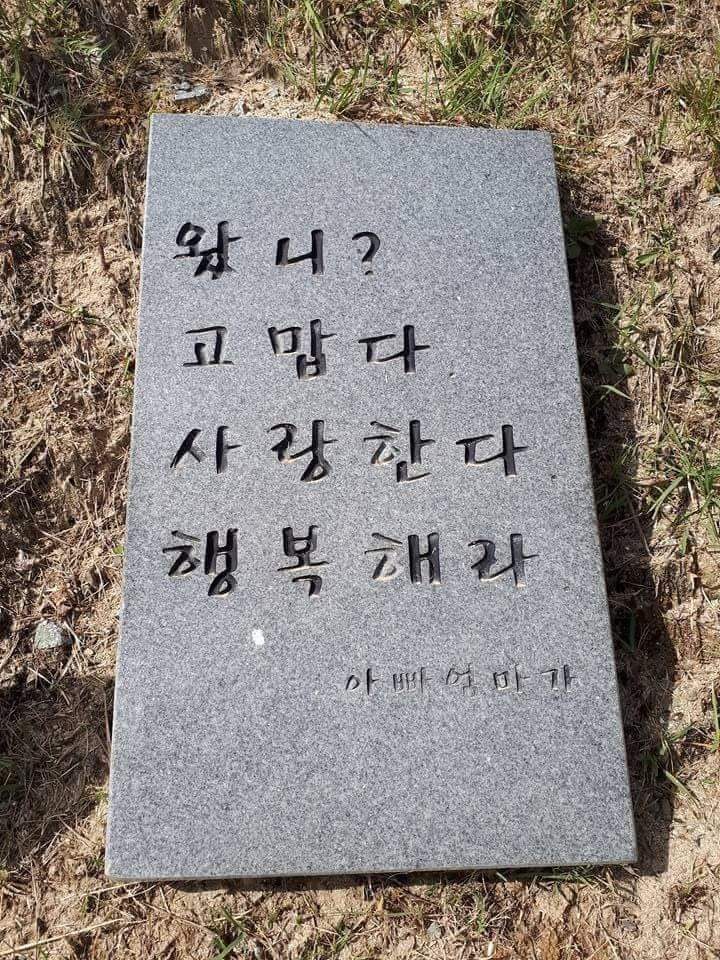 왔니?
고맙다
사랑한다
행복해라
아빠엄마가